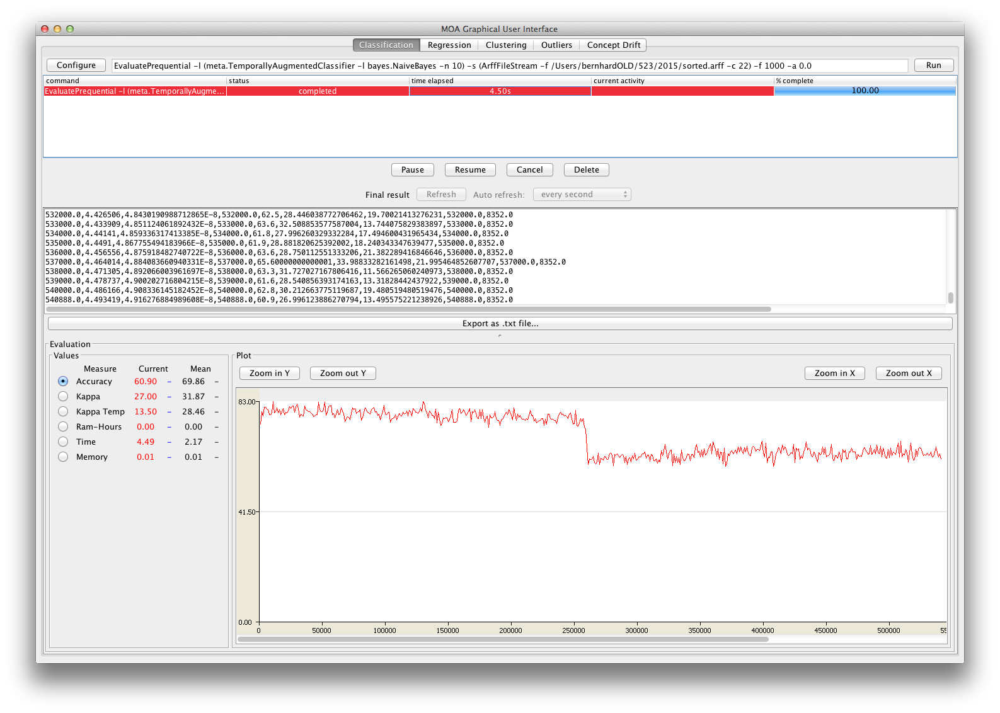 MOA Graphical User Interface
Classification Regression Clustering Outliers Concept Drift
Configure EvaluatePrequential -l (meta.TemporallyAugmentedClassifier -l bayes.NaiveBayes -n 10) -s (ArffFileStream -f /Users/bernhardOLD/523/2015/sorted.arff -c 22) -f 1000 -a 0.0 Run
command status time elapsed current activity % complete
EvaluatePrequential -l (meta.TemporallyAugme... completed 4.50s 100.00
Pause Resume Cancel Delete
Final result Refresh Auto refresh: every second
532000.0,4.426506,4.8430190988712865E-8,532000.0,62.5,28.446038772706462,19.70021413276231,532000.0,8352.0
533000.0,4.433909,4.851124061892432E-8,533000.0,63.6,32.508853577587004,13.744075829383897,533000.0,8352.0
534000.0,4.44141,4.859336317413385E-8,534000.0,61.8,27.996260329332284,17.494600431965434,534000.0,8352.0
535000.0,4.4491,4.867755494183966E-8,535000.0,61.9,28.881820625392002,18.240343347639477,535000.0,8352.0
536000.0,4.456556,4.875918482740722E-8,536000.0,63.6,28.750112551333206,21.382289416846646,536000.0,8352.0
537000.0,4.464014,4.884083660940331E-8,537000.0,65.60000000000001,33.98833282161498,21.995464852607707,537000.0,8352.0
538000.0,4.471305,4.892066003961697E-8,538000.0,63.3,31.727027167806416,11.566265060240973,538000.0,8352.0
539000.0,4.478737,4.900202716804215E-8,539000.0,61.6,28.540856393174163,13.31828442437922,539000.0,8352.0
540000.0,4.486166,4.908336145182452E-8,540000.0,62.8,30.212663775119687,19.480519480519476,540000.0,8352.0
540888.0,4.493419,4.916276884989608E-8,540888.0,60.9,26.996123886270794,13.495575221238926,540888.0,8352.0
Export as .txt file...
Evaluation
Values
Measure Current Mean
Accuracy 60.90 - 69.86 -
Kappa 27.00 - 31.87 -
Kappa Temp 13.50 - 28.46 -
Ram-Hours 0.00 - 0.00 -
Time 4.49 - 2.17 -
Memory 0.01 - 0.01 -
Plot
Zoom in Y Zoom out Y Zoom in X Zoom out X
83.00
41.50
0.00
0 50000 100000 150000 200000 250000 300000 350000 400000 450000 500000 55